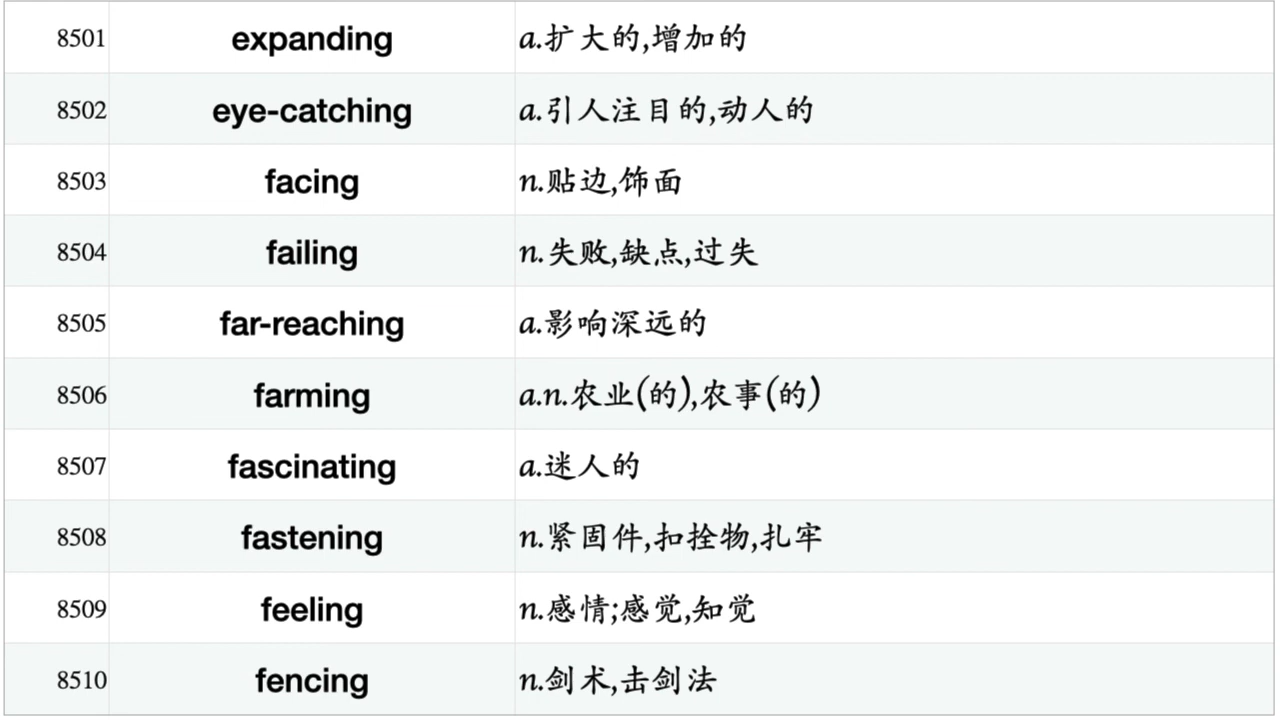 8501 expanding a.扩大的,增加的
8502 eye-catching a.引人注目的,动人的
8503 facing n.贴边,饰面
8504 failing n.失败,缺点,过失
8505 far-reaching a.影响深远的
8506 farming a.n.农业(的),农事(的)
8507 fascinating a.迷人的
8508 fastening n.紧固件,扣拴物,扎牢
8509 feeling n.感情;感觉,知觉
8510 fencing n.剑术,击剑法